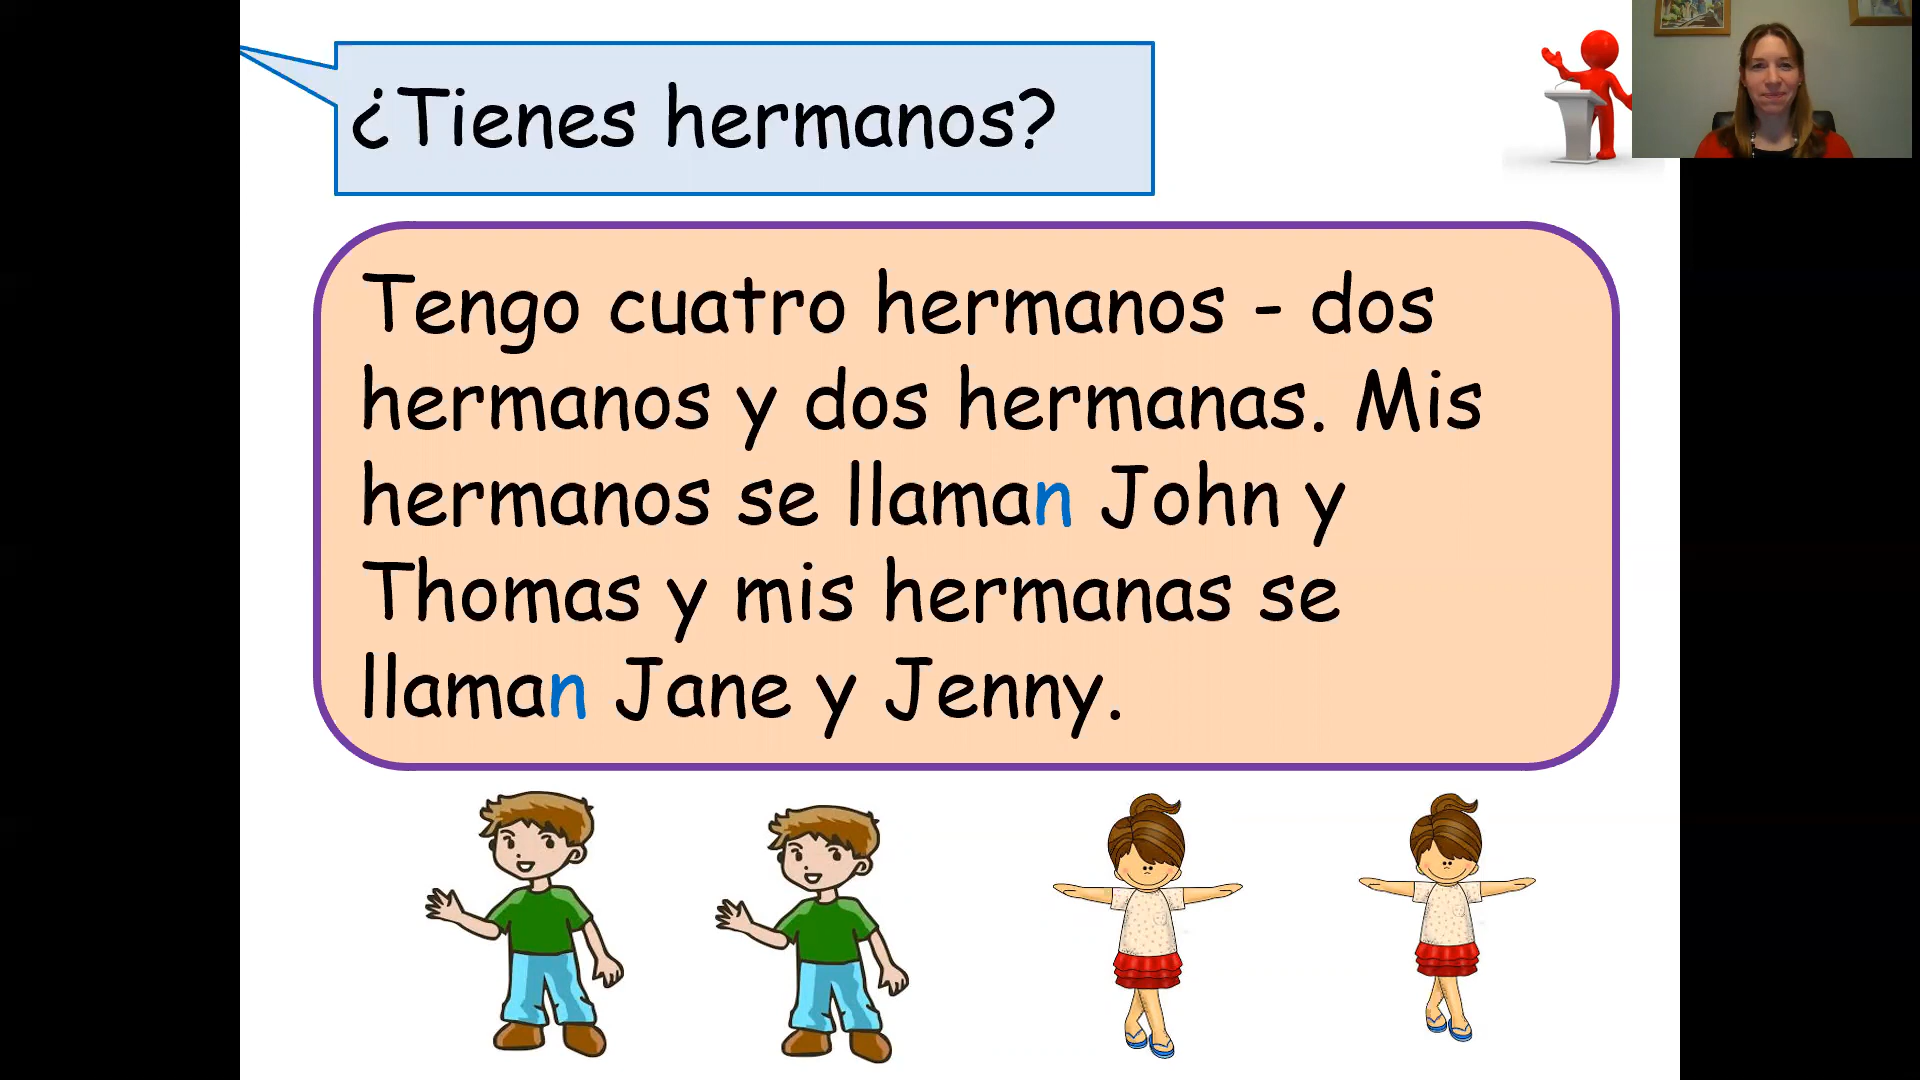 ¿Tienes hermanos?
Tengo cuatro hermanos - dos
hermanos y dos hermanas. Mis
hermanos se llaman John y
Thomas y mis hermanas se
llaman Jane y Jenny.